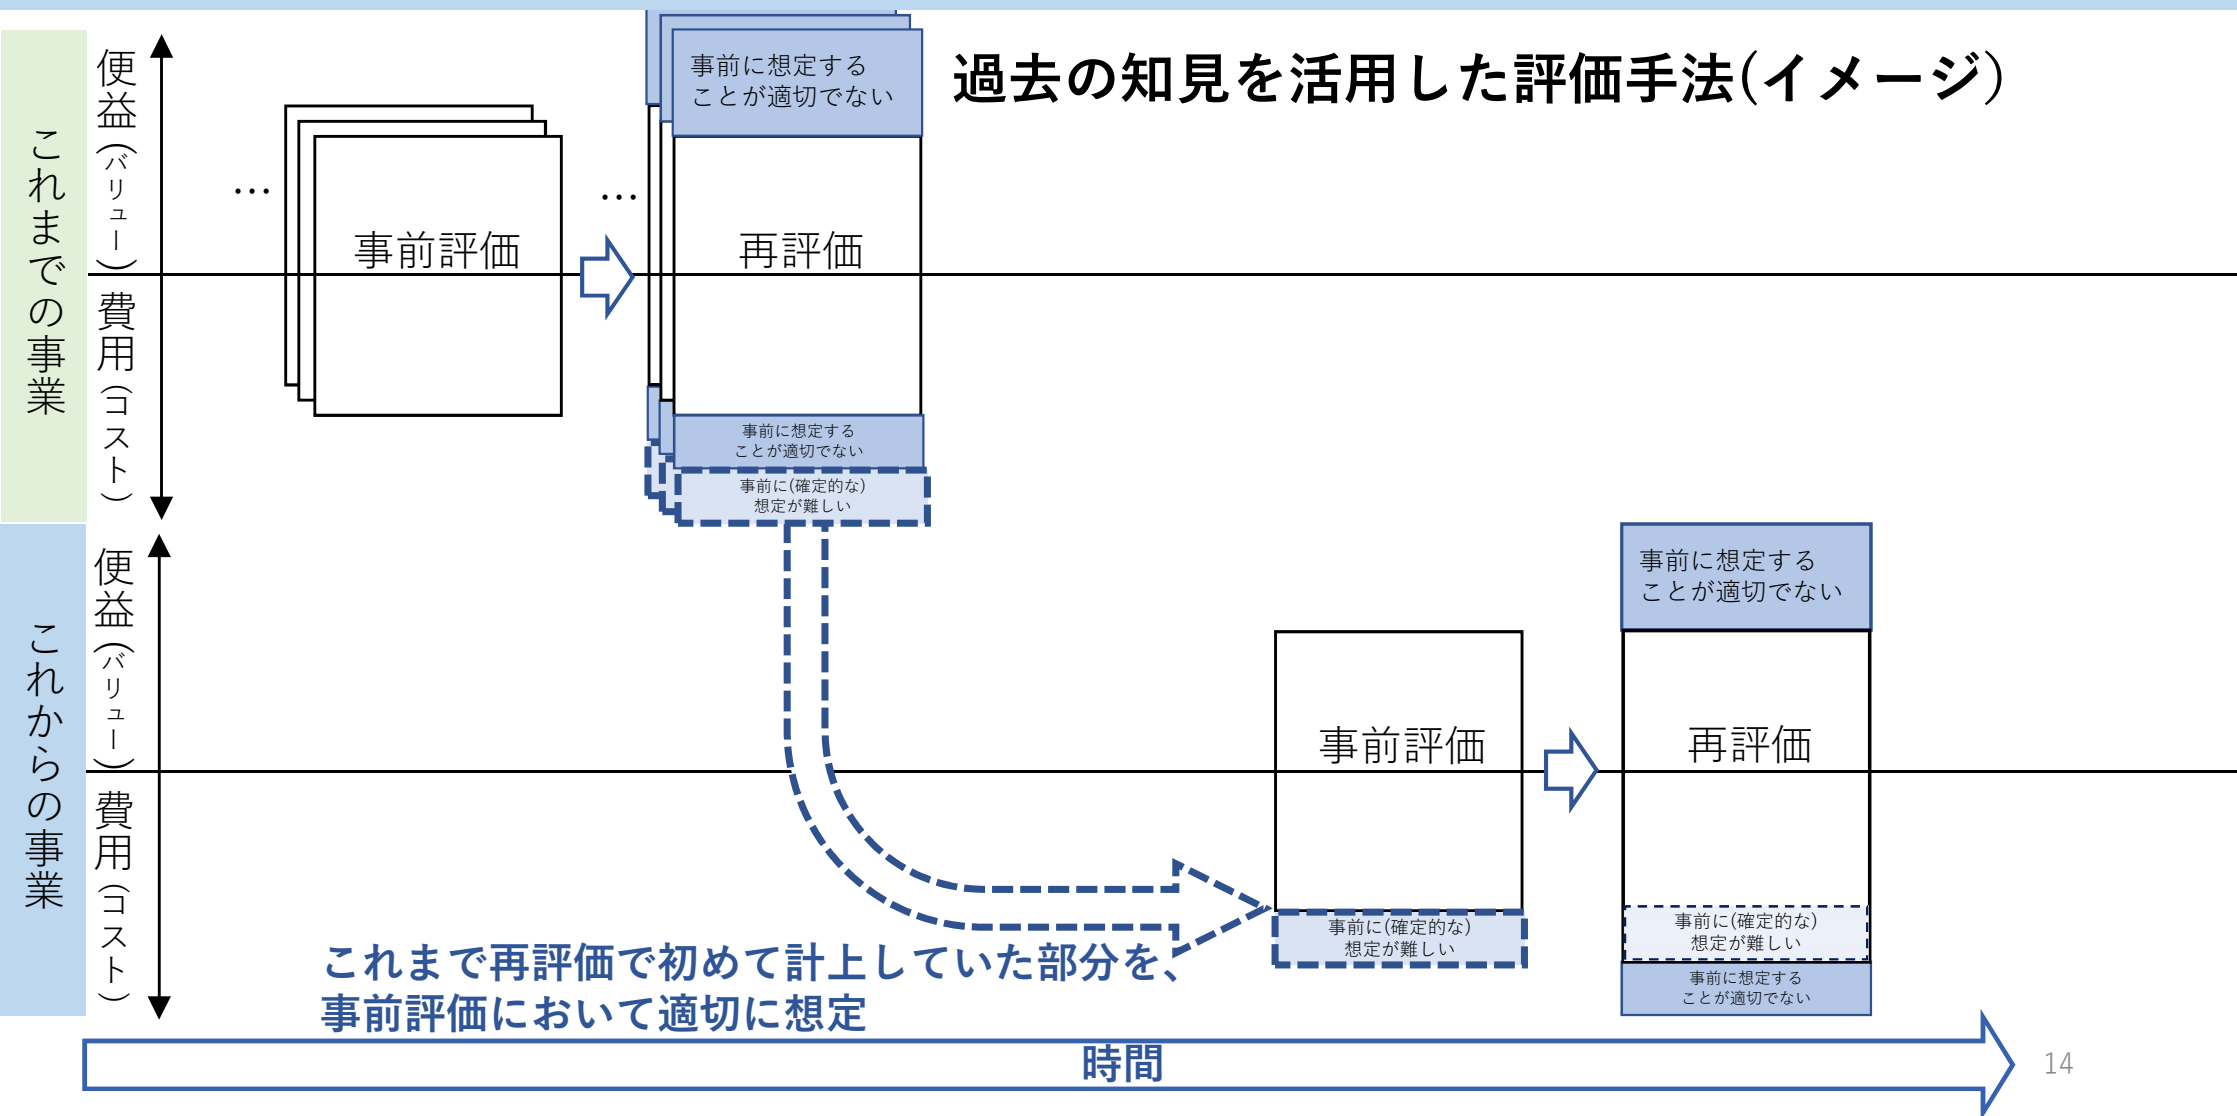 過去の知見を活用した評価手法(イメージ)
これまでの事業
便益(バリュー)
費用(コスト)
…
事前評価
…
事前に想定する
ことが適切でない
再評価
事前に想定する
ことが適切でない
事前に(確定的な)
想定が難しい
これからの事業
便益(バリュー)
費用(コスト)
事前評価
事前に(確定的な)
想定が難しい
事前に想定する
ことが適切でない
再評価
事前に(確定的な)
想定が難しい
事前に想定する
ことが適切でない
これまで再評価で初めて計上していた部分を、
事前評価において適切に想定
時間
14